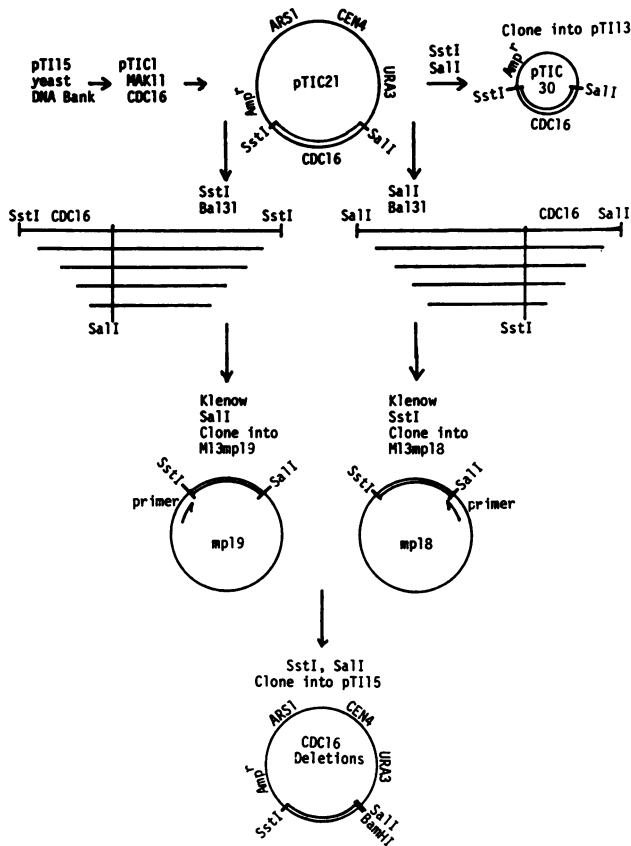 ARS1
CEN4
URA3
Ampr
SstI
SalI
pTIC21
CDC16
pTI15
yeast
DNA Bank
pTIC1
MAK11
CDC16
SstI
SalI
Clone into pTI13
Ampr
pTIC
30
SstI
SalI
CDC16
SstI
Bal31
SalI
Bal31
SstI CDC16 SstI
SalI
SalI CDC16 SalI
SstI
Klenow
SalI
Clone into
M13mp19
Klenow
SstI
Clone into
M13mp18
SstI
SalI
primer
mp19
SstI
SalI
primer
mp18
SstI, SalI
Clone into pTI15
ARS1
CEN4
URA3
Ampr
CDC16
Deletions
SstI
SalI
BamHI